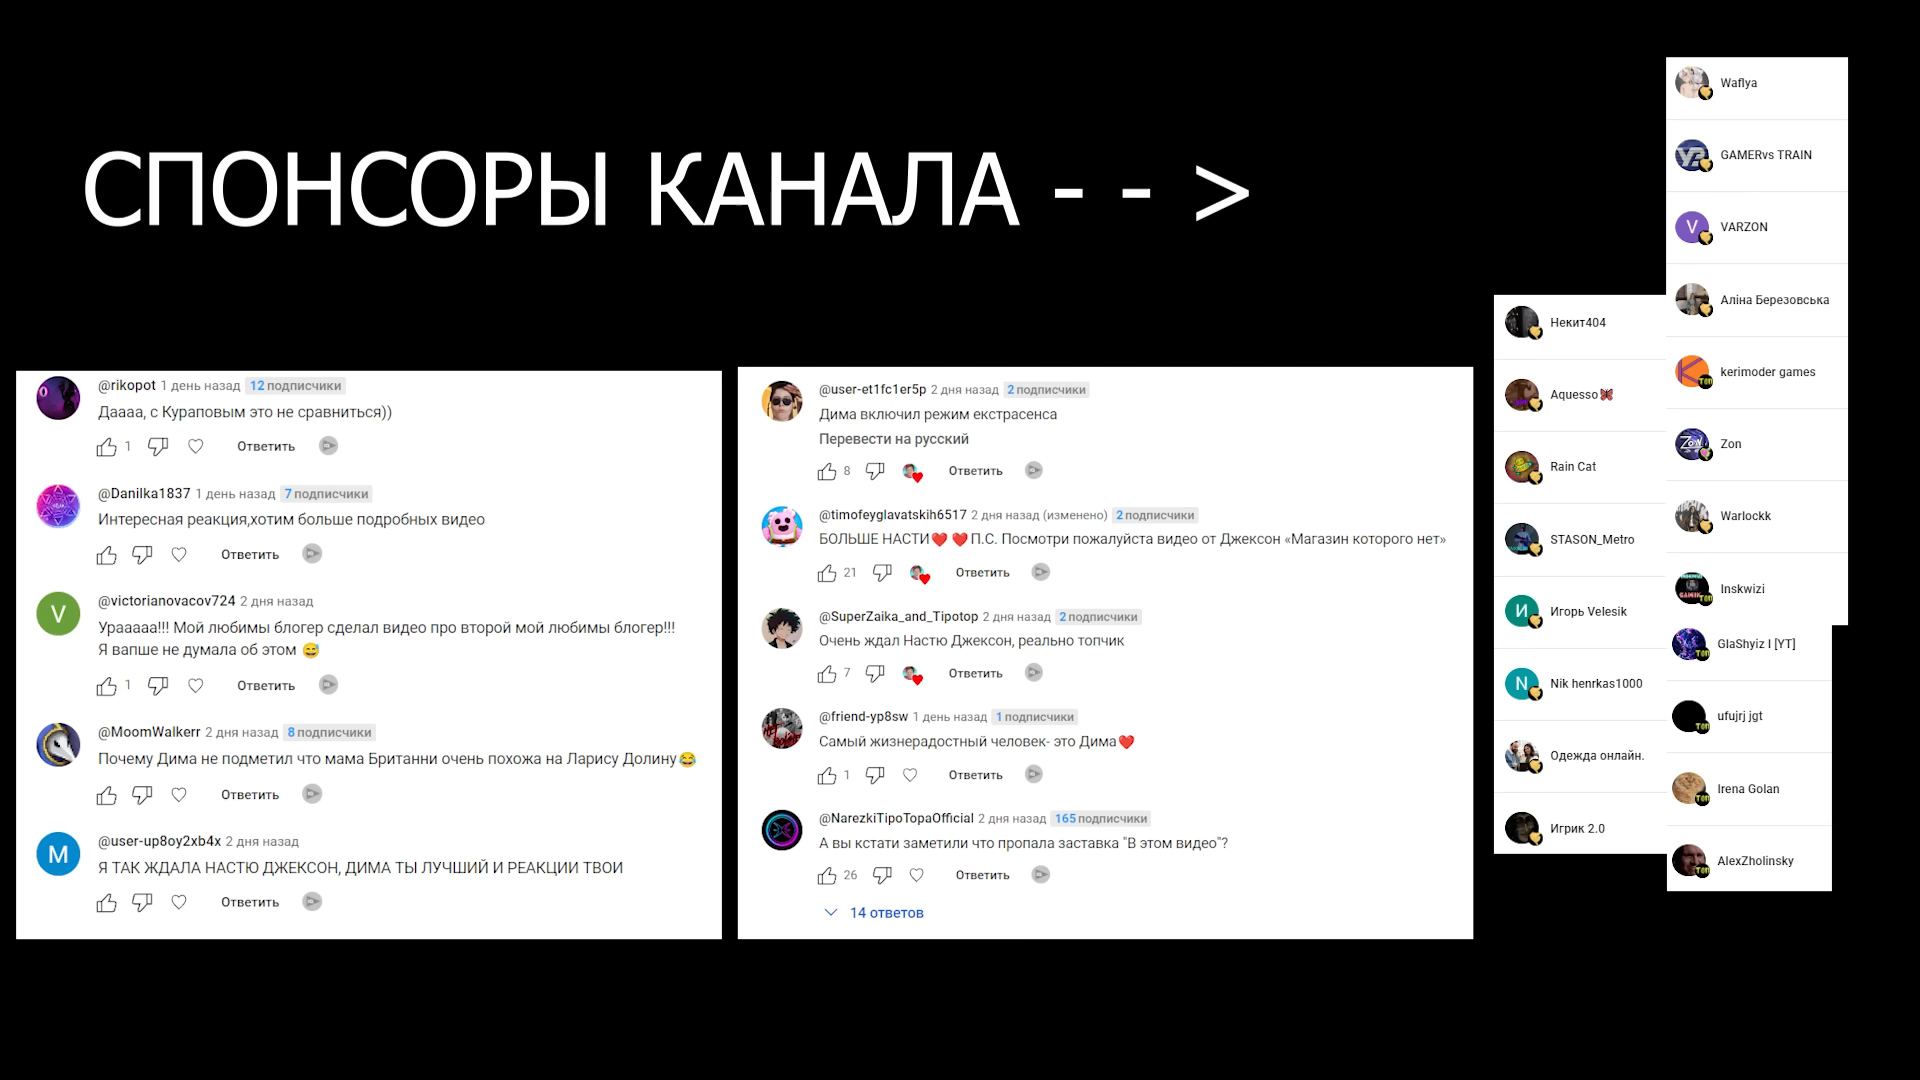 СПОНСОРЫ КАНАЛА - - >
@rikopot 1 день назад 12 подписчики
Даааа, с Кураповым это не сравниться))
1 Ответить
@Danilka1837 1 день назад 7 подписчики
Интересная реакция,хотим больше подробных видео
Ответить
V
@victorianovacov724 2 дня назад
Урааааа!!! Мой любимы блогер сделал видео про второй мой любимы блогер!!!
Я вапше не думала об этом 😅
1 Ответить
@MoomWalkerr 2 дня назад 8 подписчики
Почему Дима не подметил что мама Британни очень похожа на Ларису Долину😂
Ответить
M
@user-up8oy2xb4x 2 дня назад
Я ТАК ЖДАЛА НАСТЮ ДЖЕКСОН, ДИМА ТЫ ЛУЧШИЙ И РЕАКЦИИ ТВОИ
Ответить
@user-et1fc1er5p 2 дня назад 2 подписчики
Дима включил режим екстрасенса
Перевести на русский
8 Ответить
@timofeyglavatskih6517 2 дня назад (изменено) 2 подписчики
БОЛЬШЕ НАСТИ❤️ ❤️П.С. Посмотри пожалуйста видео от Джексон «Магазин которого нет»
21 Ответить
@SuperZaika_and_Tipotop 2 дня назад 2 подписчики
Очень ждал Настю Джексон, реально топчик
7 Ответить
@friend-yp8sw 1 день назад 1 подписчики
Самый жизнерадостный человек- это Дима❤️
1 Ответить
@NarezkiTipoTopaOfficial 2 дня назад 165 подписчики
А вы кстати заметили что пропала заставка "В этом видео"?
26 Ответить
14 ответов
Некит404
Aquesso🦋
Rain Cat
STASON_Metro
И
Игорь Velesik
N
Nik henrkas1000
Одежда онлайн.
Игрик 2.0
Waflya
GAMERvs TRAIN
V
VARZON
Аліна Березовська
kerimoder games
Топ
Zon
Warlockk
Inskwizi
Топ
GlaShyiz I [YT]
Топ
ufujrj jgt
Топ
Irena Golan
Топ
AlexZholinsky
Топ